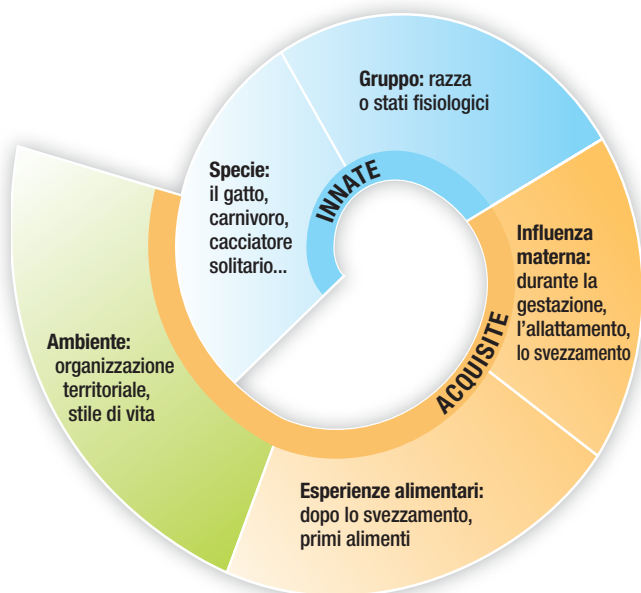 Gruppo: razza
o stati fisiologici
Specie:
il gatto,
carnivoro,
cacciatore
solitario...
INNATE
Influenza
materna:
durante la
gestazione,
l'allattamento,
lo svezzamento
ACQUISITE
Ambiente:
organizzazione
territoriale,
stile di vita
Esperienze alimentari:
dopo lo svezzamento,
primi alimenti